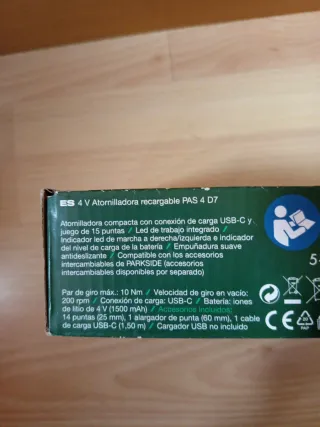 ES 4 V Atornilladora recargable PAS 4 D7
Atornilladora compacta con conexión de carga USB-C y
juego de 15 puntas / Led de trabajo integrado /
Indicador led de marcha a derecha/izquierda e indicador
del nivel de carga de la batería / Empuñadura suave
antideslizante / Compatible con los accesorios
intercambiables de PARKSIDE (accesorios
intercambiables disponibles por separado)
Par de giro máx.: 10 Nm / Velocidad de giro en vacío:
200 rpm / Conexión de carga: USB-C / Batería: iones
de litio de 4 V (1500 mAh) / Accesorios incluidos:
14 puntas (25 mm), 1 alargador de punta (60 mm), 1 cable
de carga USB-C (1,50 m) / Cargador USB no incluido
5-
CE